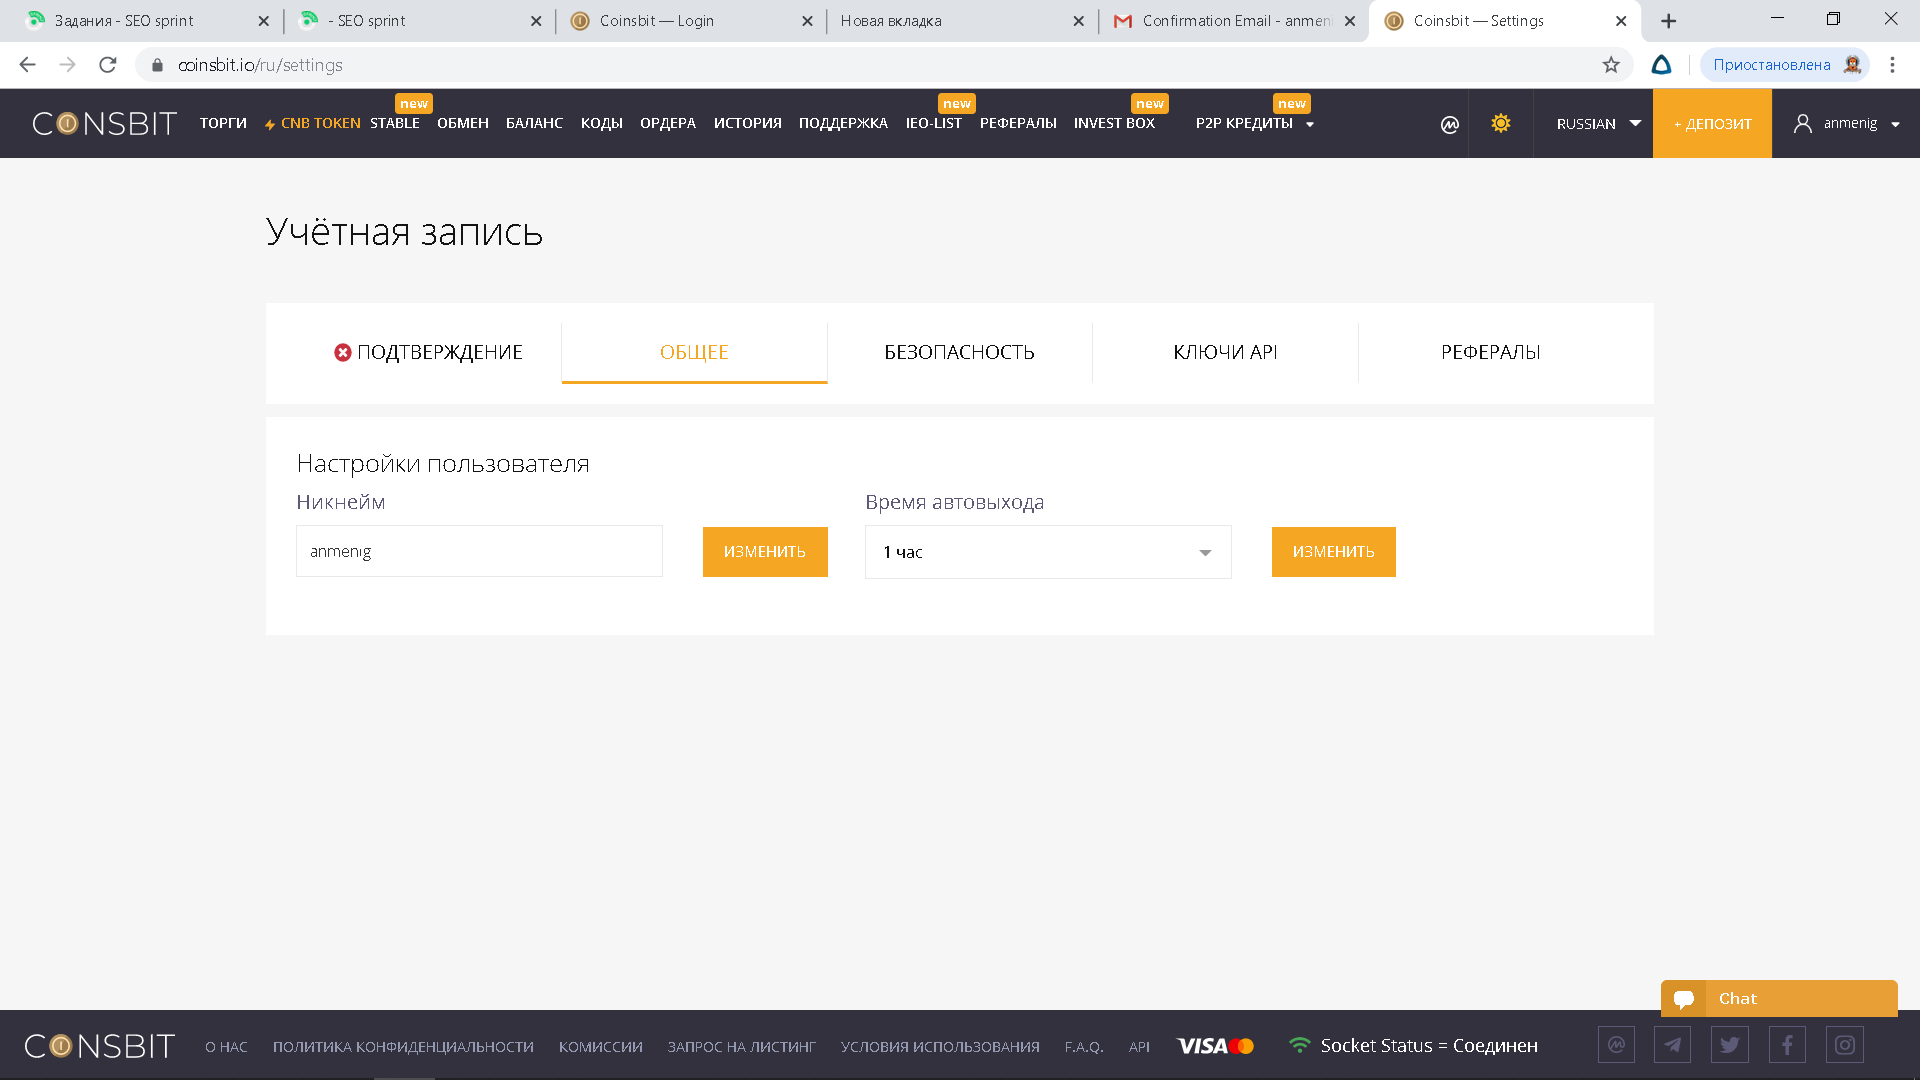 Задания - SEO sprint
- SEO sprint
Coinsbit — Login
Новая вкладка
Confirmation Email - anmeni
Coinsbit — Settings
coinsbit.io/ru/settings
Приостановлена
CONSBIT
ТОРГИ
CNB TOKEN
STABLE
new
ОБМЕН
БАЛАНС
КОДЫ
ОРДЕРА
ИСТОРИЯ
ПОДДЕРЖКА
IEO-LIST
new
РЕФЕРАЛЫ
INVEST BOX
new
P2P КРЕДИТЫ
new
RUSSIAN
+ ДЕПОЗИТ
anmenig
Учётная запись
ПОДТВЕРЖДЕНИЕ
ОБЩЕЕ
БЕЗОПАСНОСТЬ
КЛЮЧИ API
РЕФЕРАЛЫ
Настройки пользователя
Никнейм
anmenig
ИЗМЕНИТЬ
Время автовыхода
1 час
ИЗМЕНИТЬ
Chat
CONSBIT
О НАС
ПОЛИТИКА КОНФИДЕНЦИАЛЬНОСТИ
КОМИССИИ
ЗАПРОС НА ЛИСТИНГ
УСЛОВИЯ ИСПОЛЬЗОВАНИЯ
F.A.Q.
API
VISA
Socket Status = Соединен